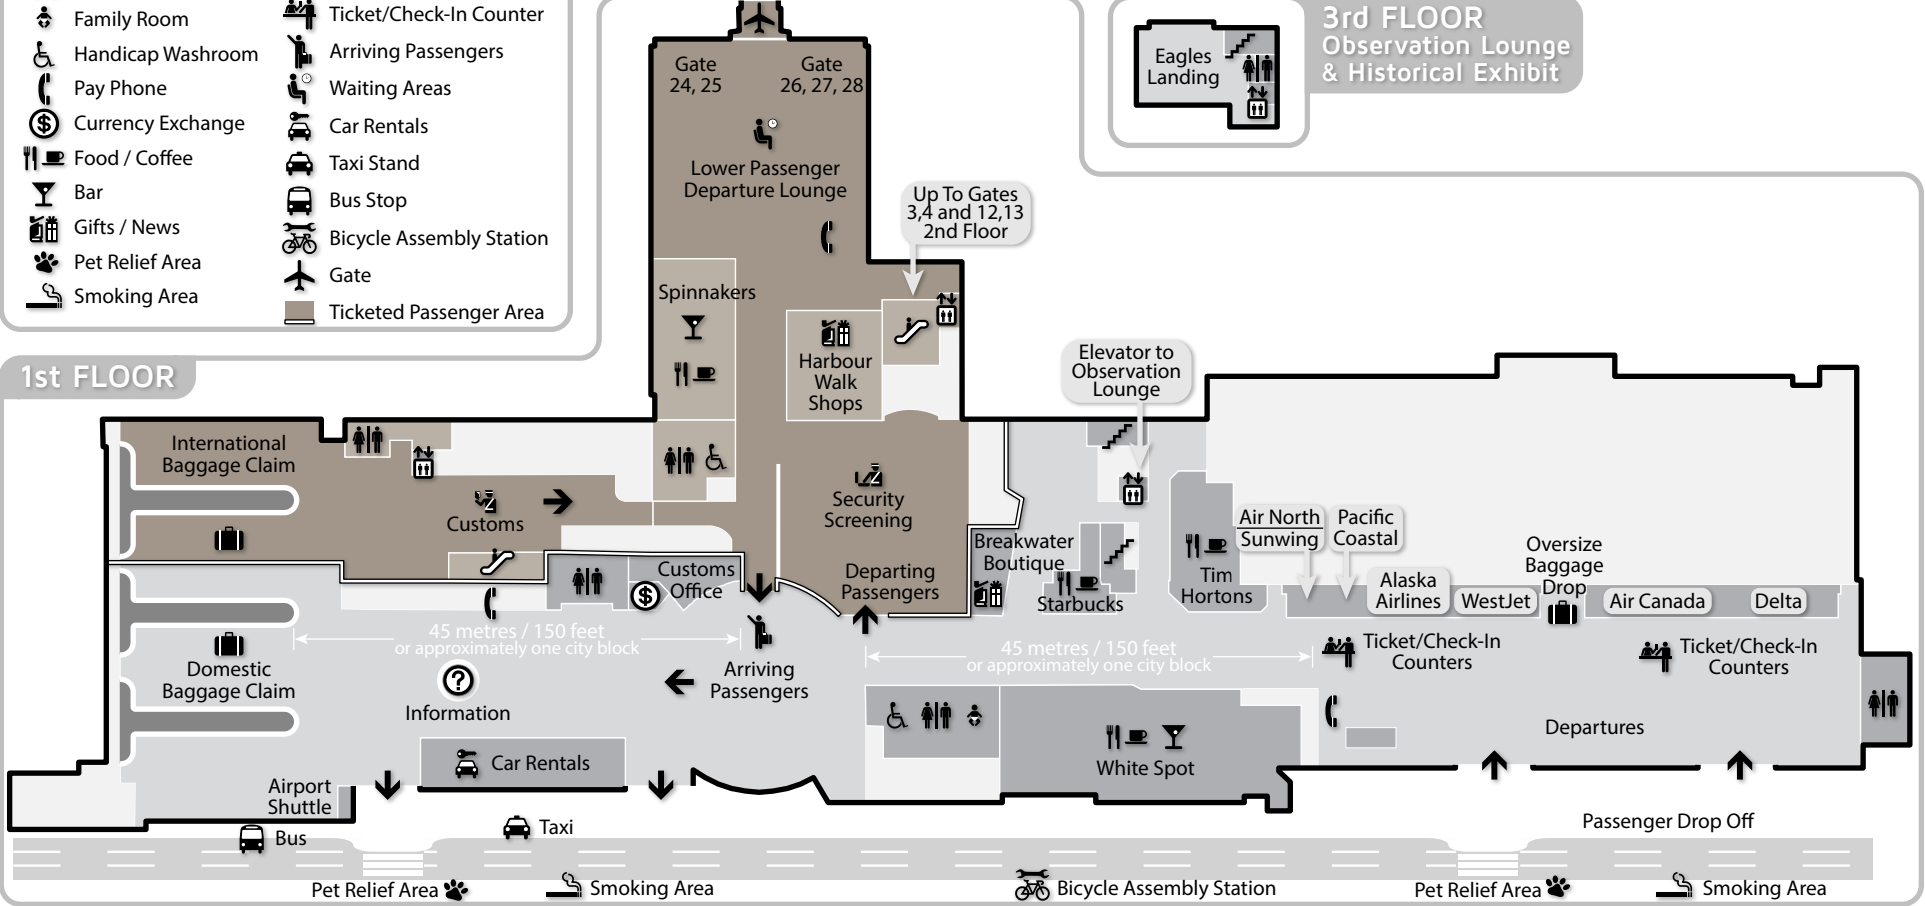 Family Room
Handicap Washroom
Pay Phone
Currency Exchange
Food / Coffee
Bar
Gifts / News
Pet Relief Area
Smoking Area
Ticket/Check-In Counter
Arriving Passengers
Waiting Areas
Car Rentals
Taxi Stand
Bus Stop
Bicycle Assembly Station
Gate
Ticketed Passenger Area
3rd FLOOR
Observation Lounge
& Historical Exhibit
Eagles
Landing
1st FLOOR
Gate
24, 25
Gate
26, 27, 28
Lower Passenger
Departure Lounge
Up To Gates
3,4 and 12,13
2nd Floor
Spinnakers
Harbour
Walk
Shops
Elevator to
Observation
Lounge
International
Baggage Claim
Customs
Security
Screening
Customs
Office
Departing
Passengers
Breakwater
Boutique
Starbucks
Tim
Hortons
Air North
Sunwing
Pacific
Coastal
Alaska
Airlines
WestJet
Oversize
Baggage
Drop
Air Canada
Delta
45 metres / 150 feet
or approximately one city block
45 metres / 150 feet
or approximately one city block
Ticket/Check-In
Counters
Ticket/Check-In
Counters
Domestic
Baggage Claim
Information
Arriving
Passengers
Car Rentals
White Spot
Departures
Airport
Shuttle
Bus
Taxi
Passenger Drop Off
Pet Relief Area
Smoking Area
Bicycle Assembly Station
Pet Relief Area
Smoking Area